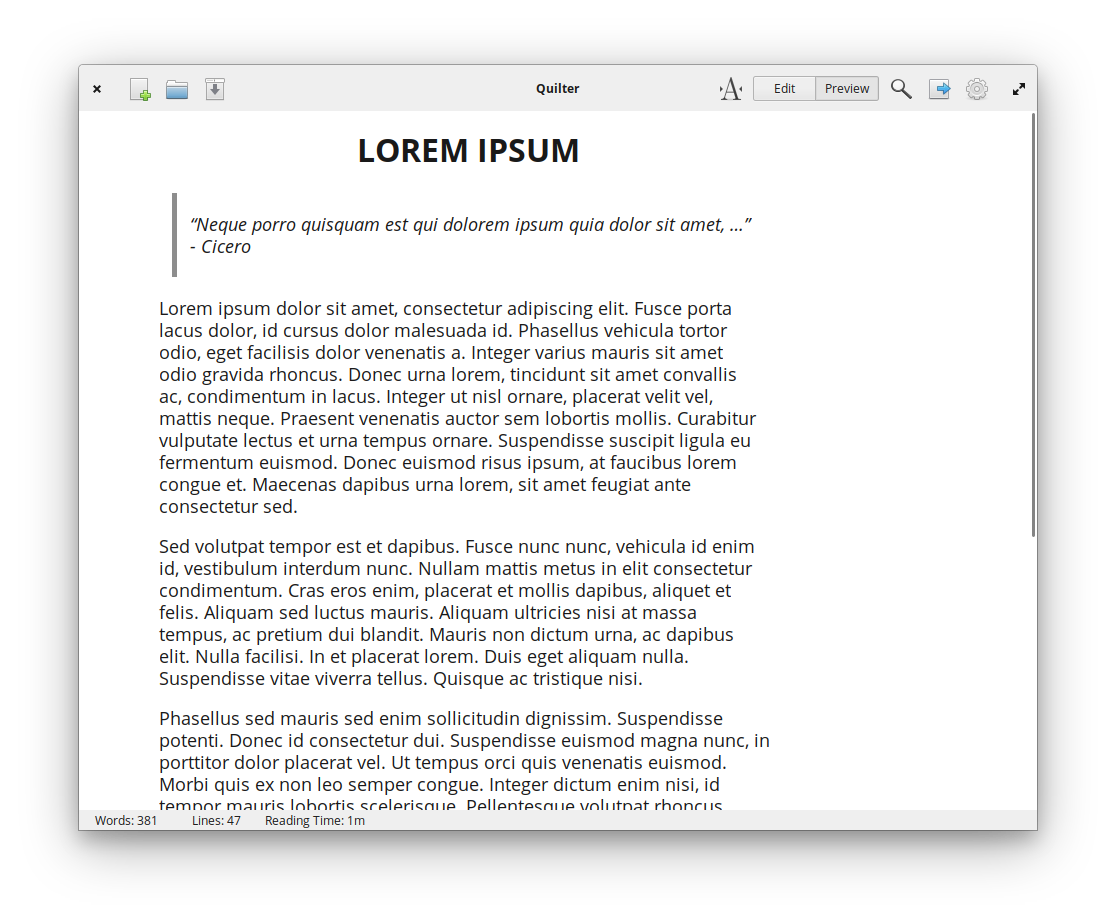 Quilter
Edit
Preview
LOREM IPSUM
“Neque porro quisquam est qui dolorem ipsum quia dolor sit amet, ...”
- Cicero
Lorem ipsum dolor sit amet, consectetur adipiscing elit. Fusce porta
lacus dolor, id cursus dolor malesuada id. Phasellus vehicula tortor
odio, eget facilisis dolor venenatis a. Integer varius mauris sit amet
odio gravida rhoncus. Donec urna lorem, tincidunt sit amet convallis
ac, condimentum in lacus. Integer ut nisl ornare, placerat velit vel,
mattis neque. Praesent venenatis auctor sem lobortis mollis. Curabitur
vulputate lectus et urna tempus ornare. Suspendisse suscipit ligula eu
fermentum euismod. Donec euismod risus ipsum, at faucibus lorem
congue et. Maecenas dapibus urna lorem, sit amet feugiat ante
consectetur sed.
Sed volutpat tempor est et dapibus. Fusce nunc nunc, vehicula id enim
id, vestibulum interdum nunc. Nullam mattis metus in elit consectetur
condimentum. Cras eros enim, placerat et mollis dapibus, aliquet et
felis. Aliquam sed luctus mauris. Aliquam ultricies nisi at massa
tempus, ac pretium dui blandit. Mauris non dictum urna, ac dapibus
elit. Nulla facilisi. In et placerat lorem. Duis eget aliquam nulla.
Suspendisse vitae viverra tellus. Quisque ac tristique nisi.
Phasellus sed mauris sed enim sollicitudin dignissim. Suspendisse
potenti. Donec id consectetur dui. Suspendisse euismod magna nunc, in
porttitor dolor placerat vel. Ut tempus orci quis venenatis euismod.
Morbi quis ex non leo semper congue. Integer dictum enim nisi, id
tempor mauris lobortis scelerisque. Pellentesque volutpat rhoncus
Words: 381
Lines: 47
Reading Time: 1m